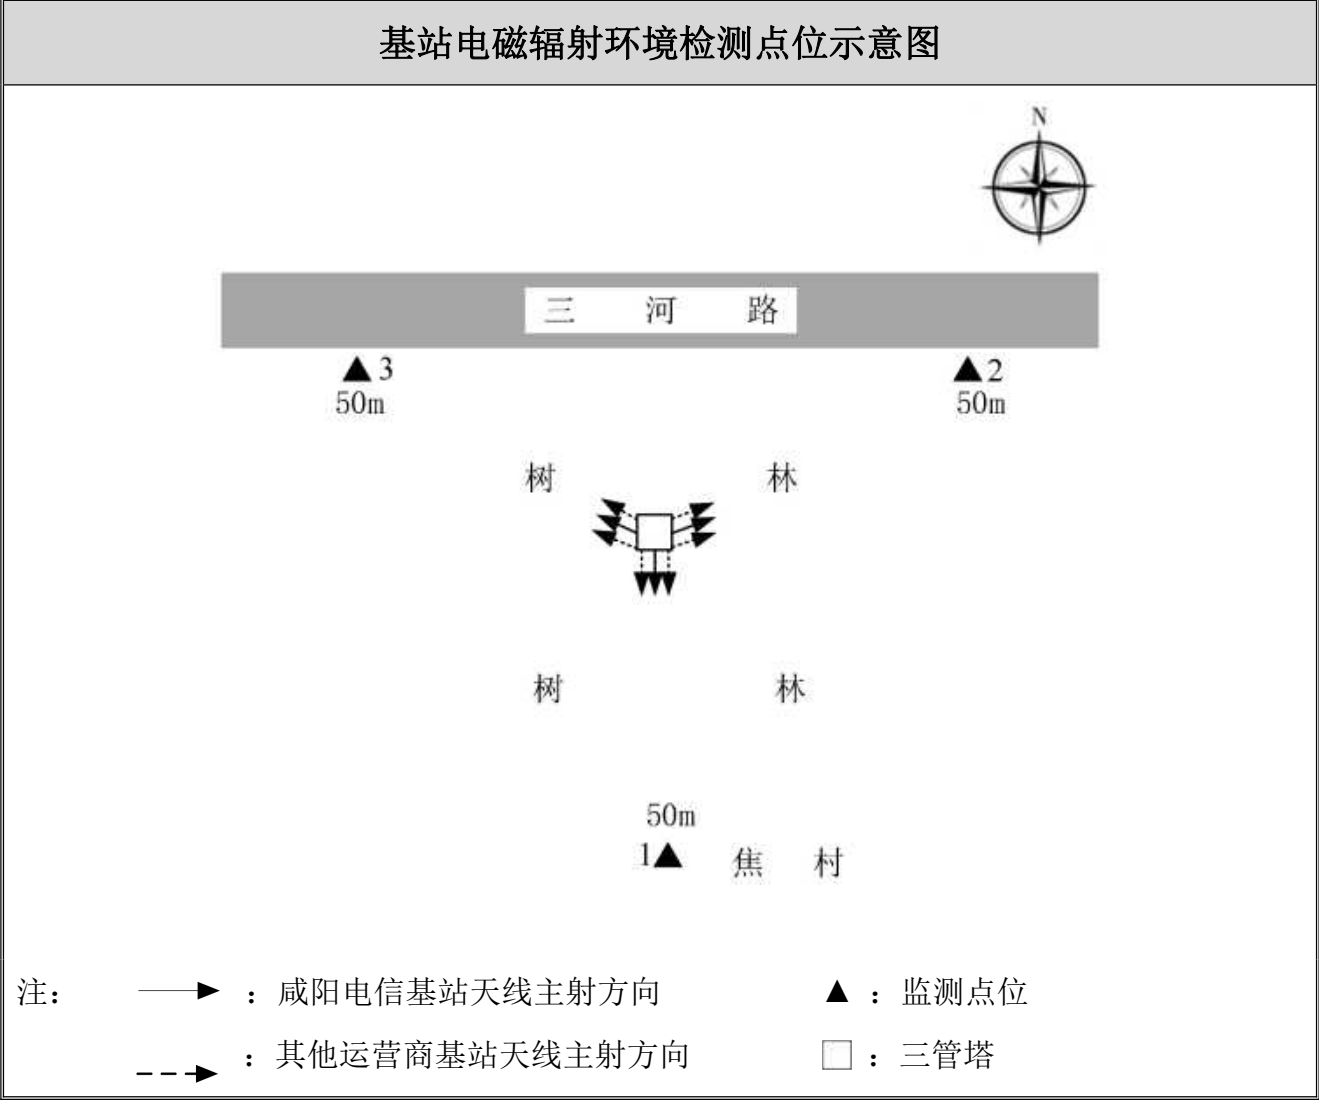 基站电磁辐射环境检测点位示意图
N
三 河 路
▲3 ▲2
50m 50m
树 林
树 林
50m
1▲ 焦 村
注： ：咸阳电信基站天线主射方向 ▲ ：监测点位
：其他运营商基站天线主射方向 □ ：三管塔